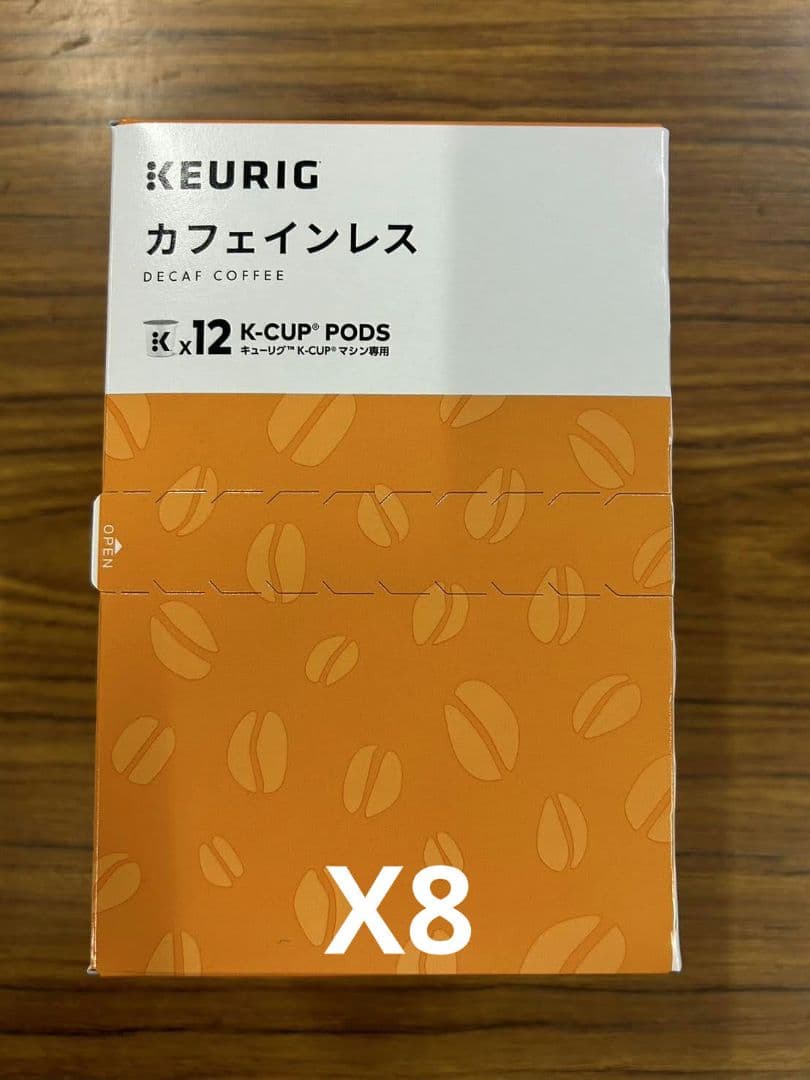 KEURIG
カフェインレス
DECAF COFFEE
x12 K-CUP® PODS
キューリグ™ K-CUP® マシン専用
OPEN
X8